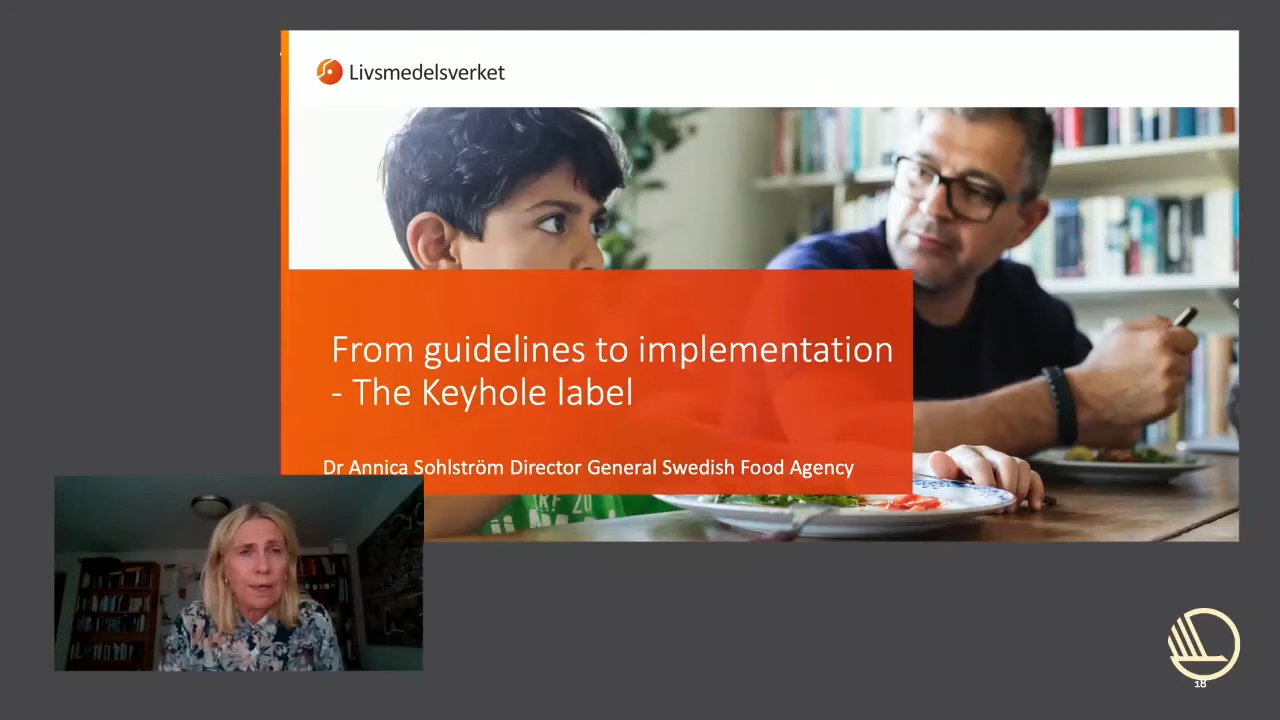 Livsmedelsverket
From guidelines to implementation
- The Keyhole label
Dr Annica Sohlström Director General Swedish Food Agency
18